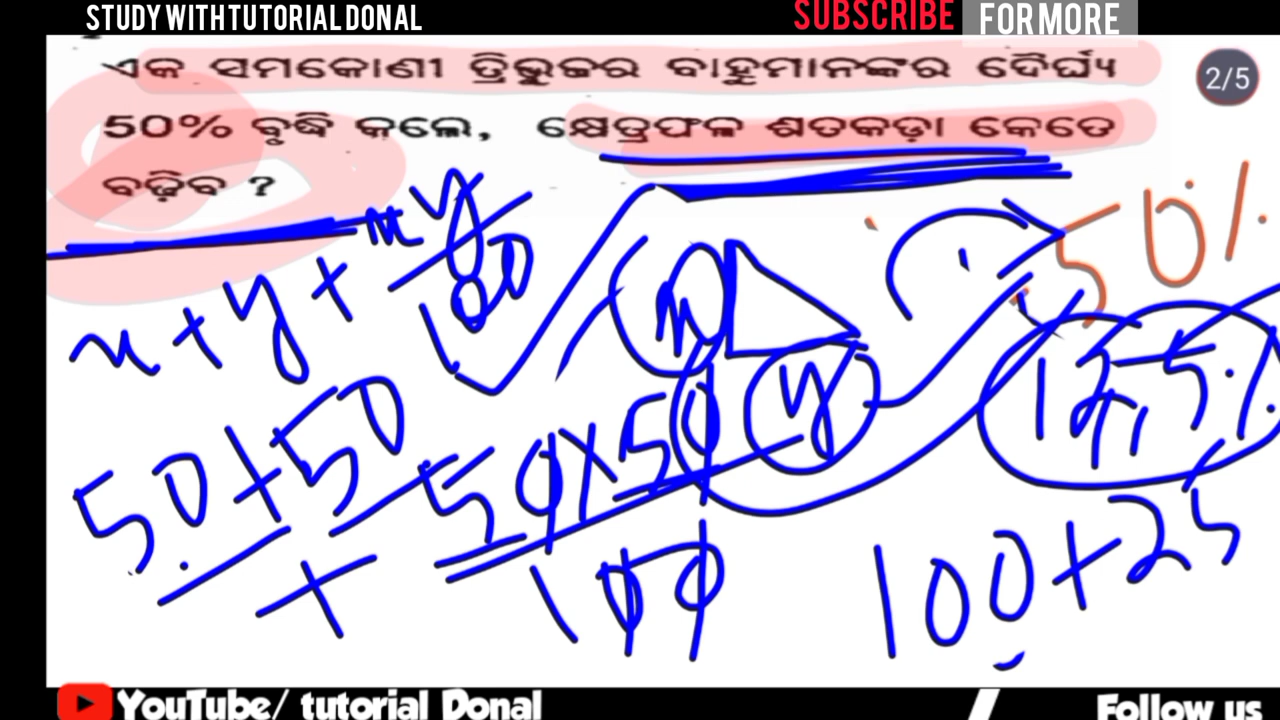 STUDY WITH TUTORIAL DONAL
SUBSCRIBE FOR MORE
ଏକ ସମକୋଣୀ ତ୍ରିଭୁଜର ବାହୁମାନଙ୍କର ଦୈର୍ଘ୍ୟ
2/5
50% ବୃଦ୍ଧି କଲେ, କ୍ଷେତ୍ରଫଳ ଶତକଡ଼ା କେତେ
ବଢ଼ିବ ?
50%
x + y + xy
100
x
y
125%
50 + 50 + 50 x 50
100
100 + 25
YouTube/ tutorial Donal
/
Follow us